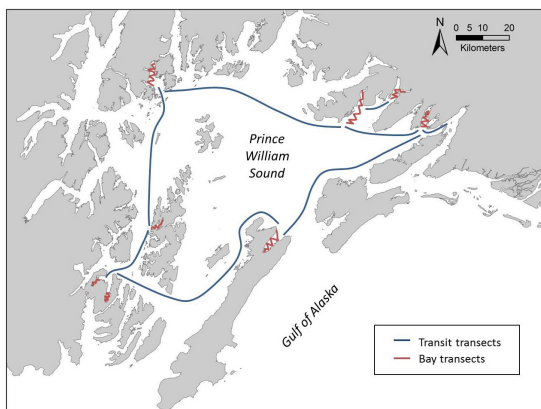 N
0 5 10 20
Kilometers
Prince
William
Sound
Gulf of Alaska
Transit transects
Bay transects